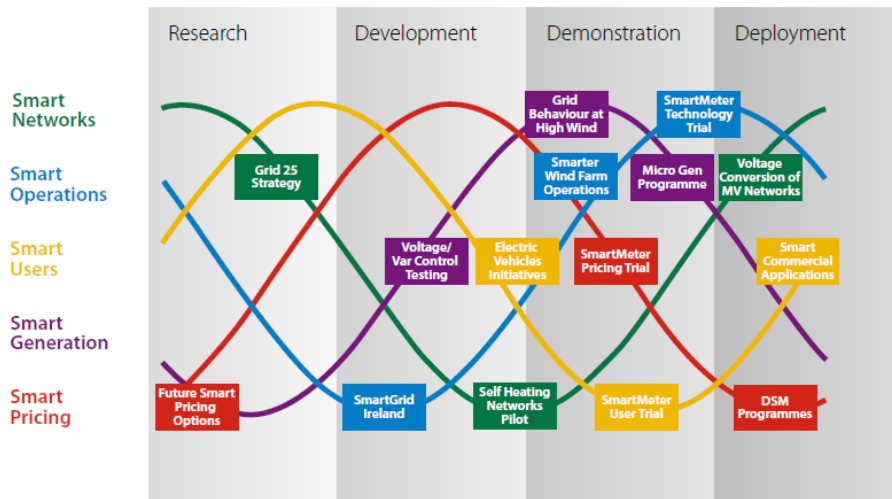 Research
Development
Demonstration
Deployment
Smart
Networks
Smart
Operations
Smart
Users
Smart
Generation
Smart
Pricing
Grid
Behaviour at
High Wind
SmartMeter
Technology
Trial
Grid 25
Strategy
Smarter
Wind Farm
Operations
Micro Gen
Programme
Voltage
Conversion of
MV Networks
Voltage/
Var Control
Testing
Electric
Vehicles
Initiatives
SmartMeter
Pricing Trial
Smart
Commercial
Applications
Future Smart
Pricing
Options
SmartGrid
Ireland
Self Heating
Networks
Pilot
SmartMeter
User Trial
DSM
Programmes